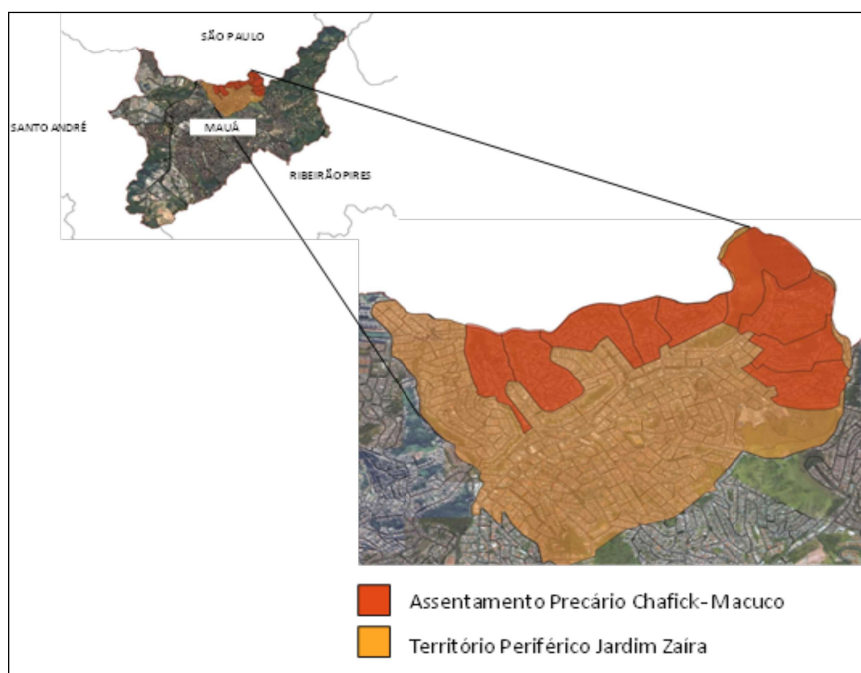 SÃO PAULO
SANTO ANDRÉ
MAUÁ
RIBEIRÃO PIRES
Assentamento Precário Chafick-Macuco
Território Periférico Jardim Zaíra